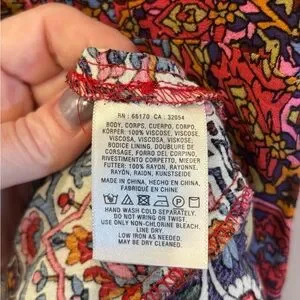 RN : 66170 CA : 32054
BODY, CORPS, CUERPO, CORPO,
KÖRPER: 100% VISCOSE, VISCOSE,
VISCOSA, VISCOSA, VISKOSE,
BODICE LINING, DOUBLURE DE
CORSAGE, FORRO DEL CORPINO,
RIVESTIMENTO CORPETTO, MIEDER
FUTTER: 100% RAYON, RAYONNE,
RAYON, RAION, KUNSTSEIDE
MADE IN CHINA, HECHO EN CHINA,
FABRIQUÉ EN CHINE
HAND WASH COLD SEPARATELY.
DO NOT WRING OR TWIST.
USE ONLY NON-CHLORINE BLEACH.
LINE DRY.
LOW IRON AS NEEDED.
MAY BE DRY CLEANED.